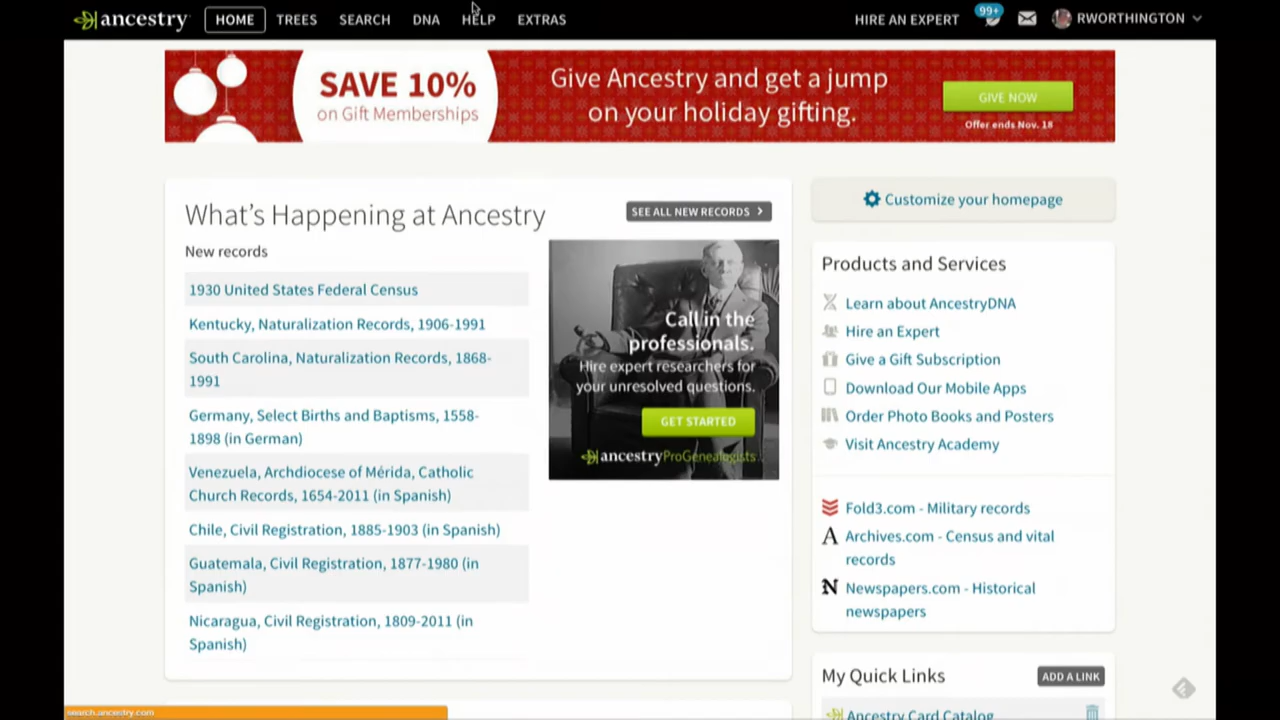 ancestry HOME TREES SEARCH DNA HELP EXTRAS HIRE AN EXPERT 99+ RWORTHINGTON
SAVE 10%
on Gift Memberships
Give Ancestry and get a jump
on your holiday gifting.
GIVE NOW
Offer ends Nov. 18
What's Happening at Ancestry
SEE ALL NEW RECORDS
New records
1930 United States Federal Census
Kentucky, Naturalization Records, 1906-1991
South Carolina, Naturalization Records, 1868-
1991
Germany, Select Births and Baptisms, 1558-
1898 (in German)
Venezuela, Archdiocese of Mérida, Catholic
Church Records, 1654-2011 (in Spanish)
Chile, Civil Registration, 1885-1903 (in Spanish)
Guatemala, Civil Registration, 1877-1980 (in
Spanish)
Nicaragua, Civil Registration, 1809-2011 (in
Spanish)
Call in the
professionals.
Hire expert researchers for
your unresolved questions.
GET STARTED
ancestryProGenealogists
Customize your homepage
Products and Services
Learn about AncestryDNA
Hire an Expert
Give a Gift Subscription
Download Our Mobile Apps
Order Photo Books and Posters
Visit Ancestry Academy
Fold3.com - Military records
A Archives.com - Census and vital
records
N Newspapers.com - Historical
newspapers
My Quick Links
ADD A LINK
Ancestry Card Catalog
search.ancestry.com